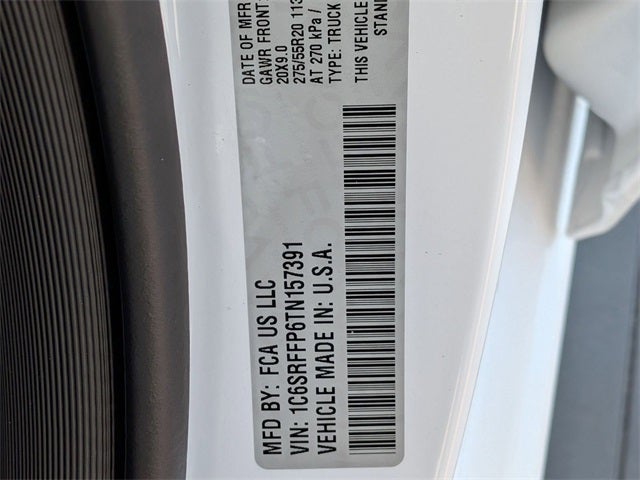 MFD BY: FCA US LLC DATE OF MFR
VIN: 1C6SRFFP6TN157391 GAWR FRONT:
VEHICLE MADE IN: U.S.A. 20X9.0
275/55R20 113
AT 270 kPa /
TYPE: TRUCK
THIS VEHICLE
STAN